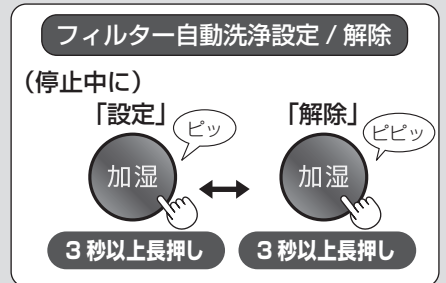 フィルター自動洗浄設定 / 解除
（停止中に）
「設定」 ピッ 「解除」 ピピッ
加湿 加湿
3 秒以上長押し 3 秒以上長押し